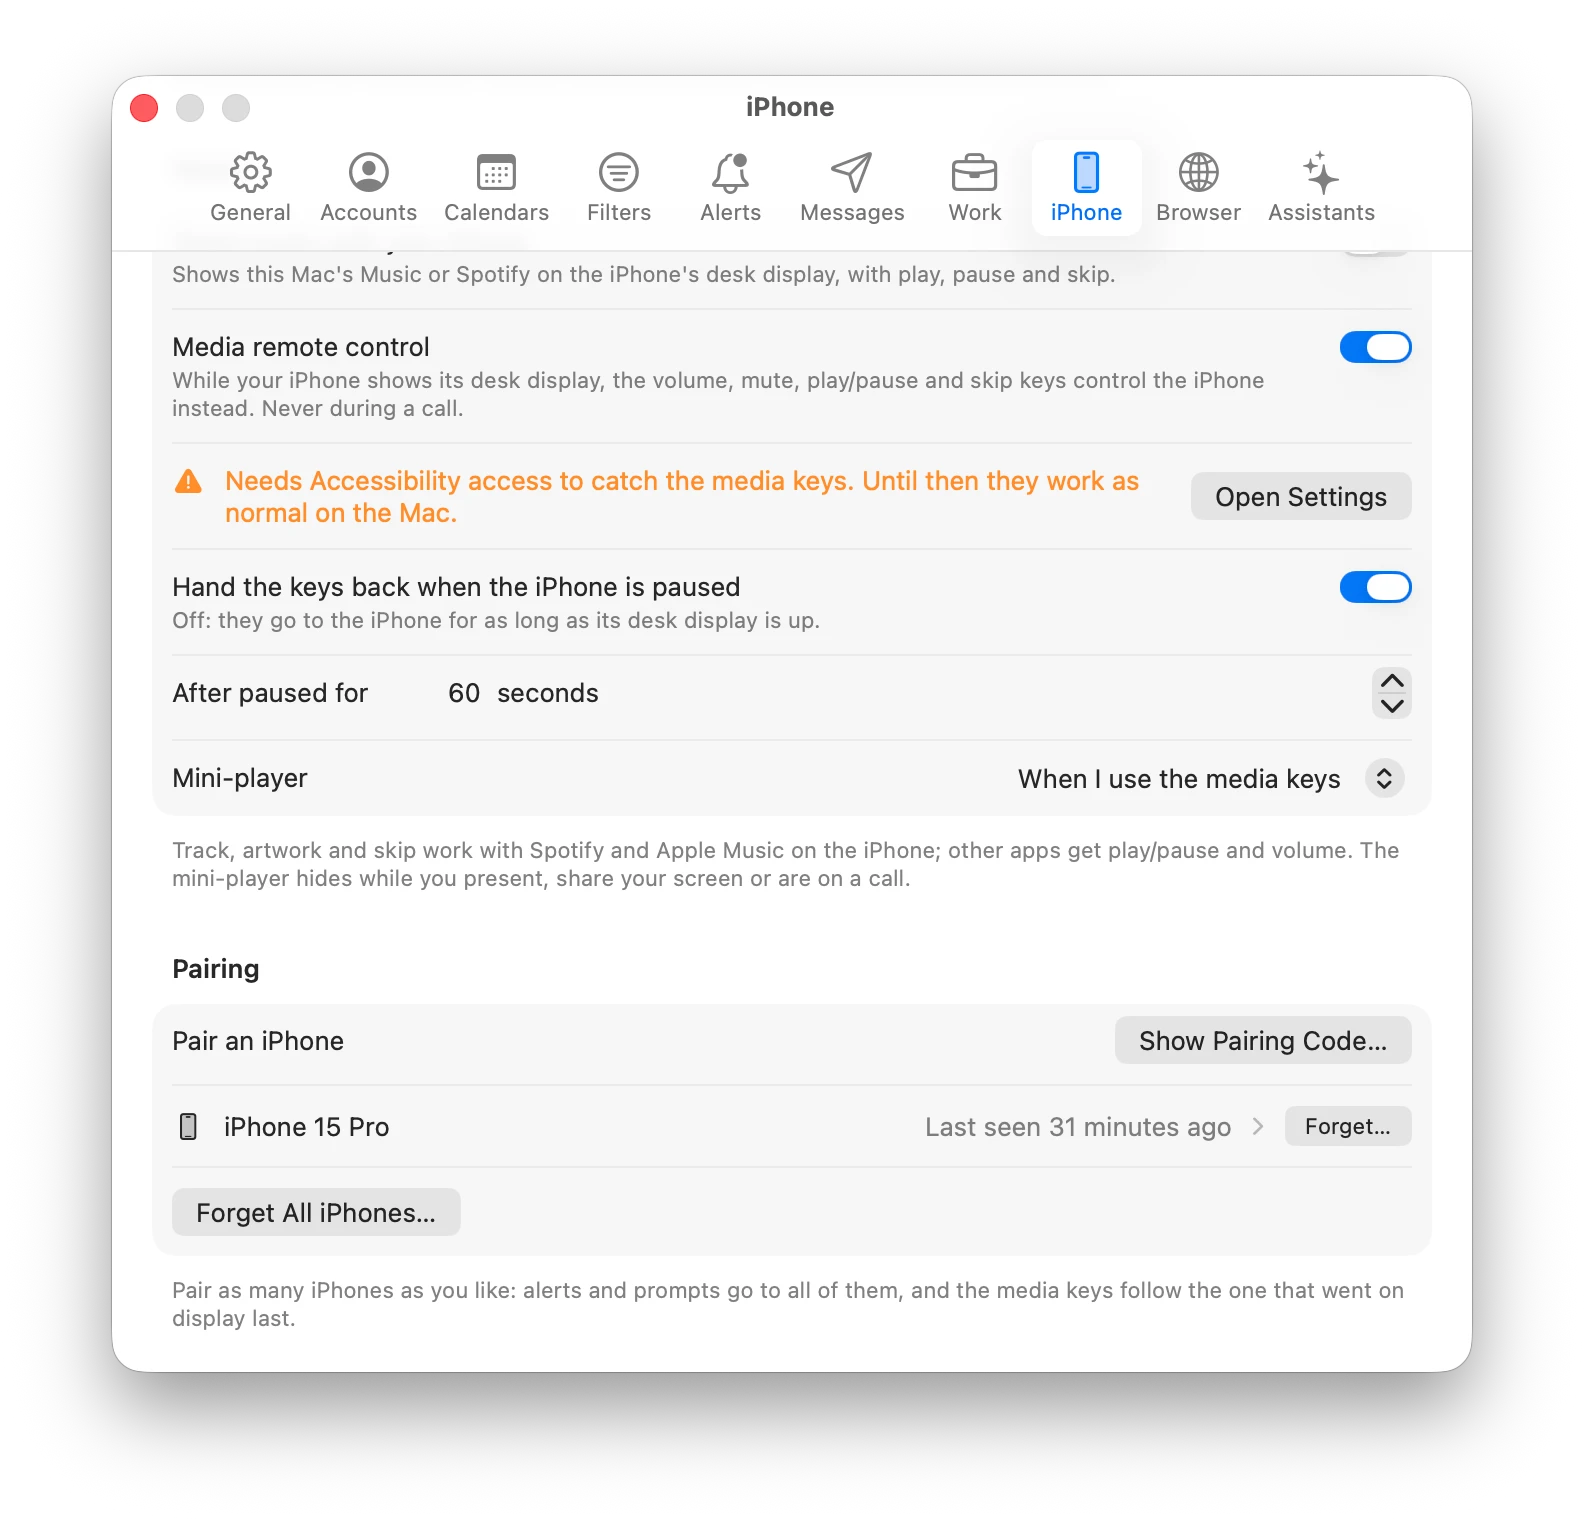 iPhone
General Accounts Calendars Filters Alerts Messages Work iPhone Browser Assistants
Shows this Mac's Music or Spotify on the iPhone's desk display, with play, pause and skip.
Media remote control
While your iPhone shows its desk display, the volume, mute, play/pause and skip keys control the iPhone
instead. Never during a call.
Needs Accessibility access to catch the media keys. Until then they work as
normal on the Mac.
Open Settings
Hand the keys back when the iPhone is paused
Off: they go to the iPhone for as long as its desk display is up.
After paused for 60 seconds
Mini-player When I use the media keys
Track, artwork and skip work with Spotify and Apple Music on the iPhone; other apps get play/pause and volume. The
mini-player hides while you present, share your screen or are on a call.
Pairing
Pair an iPhone Show Pairing Code...
iPhone 15 Pro Last seen 31 minutes ago Forget...
Forget All iPhones...
Pair as many iPhones as you like: alerts and prompts go to all of them, and the media keys follow the one that went on
display last.